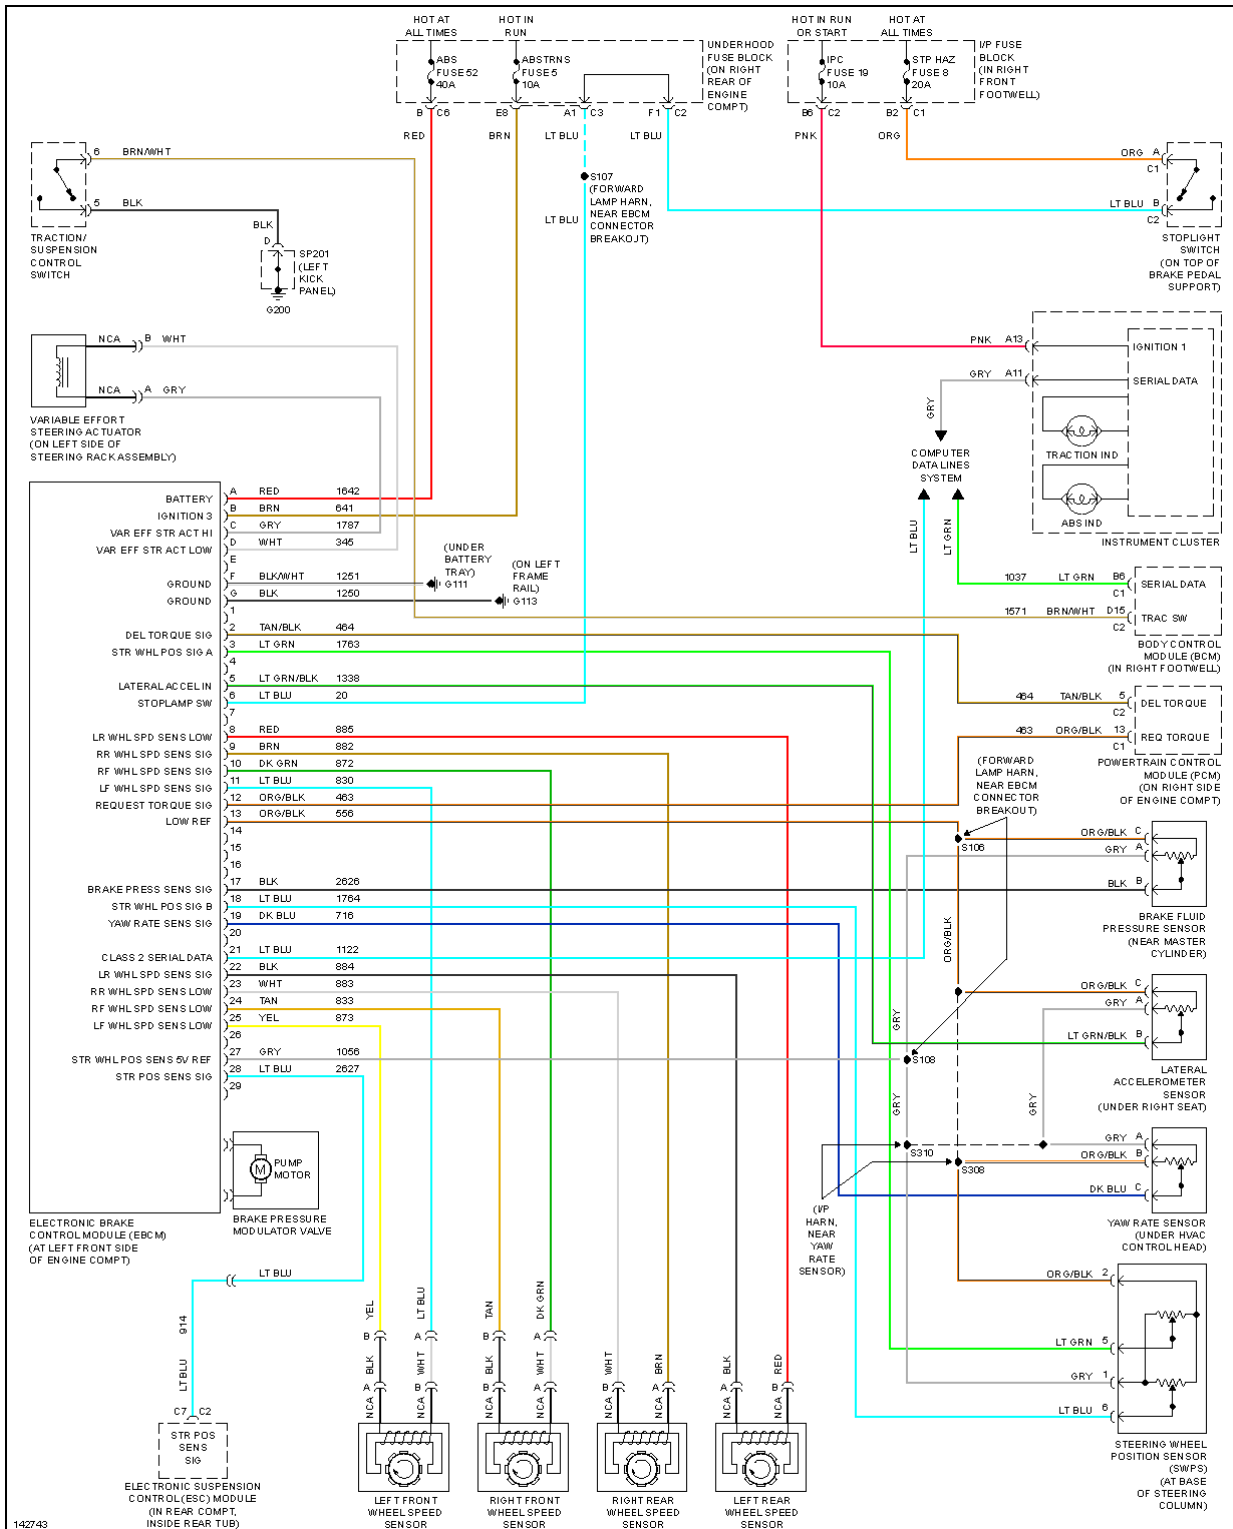 HOT AT
ALL TIMES
HOT IN
RUN
HOT IN RUN
OR START
HOT AT
ALL TIMES
ABS
FUSE 52
40A
ABSTRNS
FUSE 5
10A
UNDERHOOD
FUSE BLOCK
(ON RIGHT
REAR OF
ENGINE
COMPT)
IPC
FUSE 19
10A
STP HAZ
FUSE 8
20A
I/P FUSE
BLOCK
(IN RIGHT
FRONT
FOOTWELL)
B C6
E8
A1 C3
F1 C2
B6 C2
B2 C1
RED
BRN
LT BLU
LT BLU
PNK
ORG
6 BRN/WHT
5 BLK
TRACTION/
SUSPENSION
CONTROL
SWITCH
BLK
D
SP201
(LEFT
KICK
PANEL)
G200
S107
(FORWARD
LAMP HARN,
NEAR EBCM
CONNECTOR
BREAKOUT)
LT BLU
ORG A
C1
LT BLU B
C2
STOPLIGHT
SWITCH
(ON TOP OF
BRAKE PEDAL
SUPPORT)
NCA B WHT
NCA A GRY
VARIABLE EFFORT
STEERING ACTUATOR
(ON LEFT SIDE OF
STEERING RACK ASSEMBLY)
PNK A13
IGNITION 1
GRY A11
SERIAL DATA
GRY
TRACTION IND
ABS IND
INSTRUMENT CLUSTER
COMPUTER
DATA LINES
SYSTEM
LT BLU
LT GRN
BATTERY A RED 1642
IGNITION 3 B BRN 641
VAR EFF STR ACT HI C GRY 1787
VAR EFF STR ACT LOW D WHT 345
E
GROUND F BLK/WHT 1251
GROUND G BLK 1250
1
DEL TORQUE SIG 2 TAN/BLK 464
STR WHL POS SIG A 3 LT GRN 1763
4
LATERAL ACCEL IN 5 LT GRN/BLK 1338
STOPLAMP SW 6 LT BLU 20
7
LR WHL SPD SENS LOW 8 RED 885
RR WHL SPD SENS SIG 9 BRN 882
RF WHL SPD SENS SIG 10 DK GRN 872
LF WHL SPD SENS SIG 11 LT BLU 830
REQUEST TORQUE SIG 12 ORG/BLK 463
LOW REF 13 ORG/BLK 556
14
15
16
BRAKE PRESS SENS SIG 17 BLK 2626
STR WHL POS SIG B 18 LT BLU 1764
YAW RATE SENS SIG 19 DK BLU 716
20
CLASS 2 SERIAL DATA 21 LT BLU 1122
LR WHL SPD SENS SIG 22 BLK 884
RR WHL SPD SENS LOW 23 WHT 883
RF WHL SPD SENS LOW 24 TAN 833
LF WHL SPD SENS LOW 25 YEL 873
26
STR WHL POS SENS 5V REF 27 GRY 1056
STR POS SENS SIG 28 LT BLU 2627
29
(UNDER
BATTERY
TRAY)
G111
(ON LEFT
FRAME
RAIL)
G113
1037 LT GRN B6
C1
SERIAL DATA
1571 BRN/WHT D15
C2
TRAC SW
BODY CONTROL
MODULE (BCM)
(IN RIGHT FOOTWELL)
464 TAN/BLK 5
C2
DEL TORQUE
463 ORG/BLK 13
C1
REQ TORQUE
POWERTRAIN CONTROL
MODULE (PCM)
(ON RIGHT SIDE
OF ENGINE COMPT)
(FORWARD
LAMP HARN,
NEAR EBCM
CONNECTOR
BREAKOUT)
S106
ORG/BLK C
GRY A
BLK B
BRAKE FLUID
PRESSURE SENSOR
(NEAR MASTER
CYLINDER)
ORG/BLK
ORG/BLK C
GRY A
LT GRN/BLK B
LATERAL
ACCELEROMETER
SENSOR
(UNDER RIGHT SEAT)
GRY
S108
GRY
GRY
S310
S308
GRY A
ORG/BLK B
DK BLU C
YAW RATE SENSOR
(UNDER HVAC
CONTROL HEAD)
(I/P
HARN,
NEAR
YAW
RATE
SENSOR)
PUMP
MOTOR
M
BRAKE PRESSURE
MODULATOR VALVE
ELECTRONIC BRAKE
CONTROL MODULE (EBCM)
(AT LEFT FRONT SIDE
OF ENGINE COMPT)
LT BLU
914
LT BLU
C7 C2
STR POS
SENS
SIG
ELECTRONIC SUSPENSION
CONTROL (ESC) MODULE
(IN REAR COMPT,
INSIDE REAR TUB)
YEL
LT BLU
TAN
DK GRN
B A B A
BLK
WHT
BLK
WHT
WHT
BRN
BLK
RED
A B B A B A A B
NCA NCA NCA NCA NCA NCA NCA NCA
LEFT FRONT
WHEEL SPEED
SENSOR
RIGHT FRONT
WHEEL SPEED
SENSOR
RIGHT REAR
WHEEL SPEED
SENSOR
LEFT REAR
WHEEL SPEED
SENSOR
ORG/BLK 2
LT GRN 5
GRY 1
LT BLU 6
STEERING WHEEL
POSITION SENSOR
(SWPS)
(AT BASE
OF STEERING
COLUMN)
142743